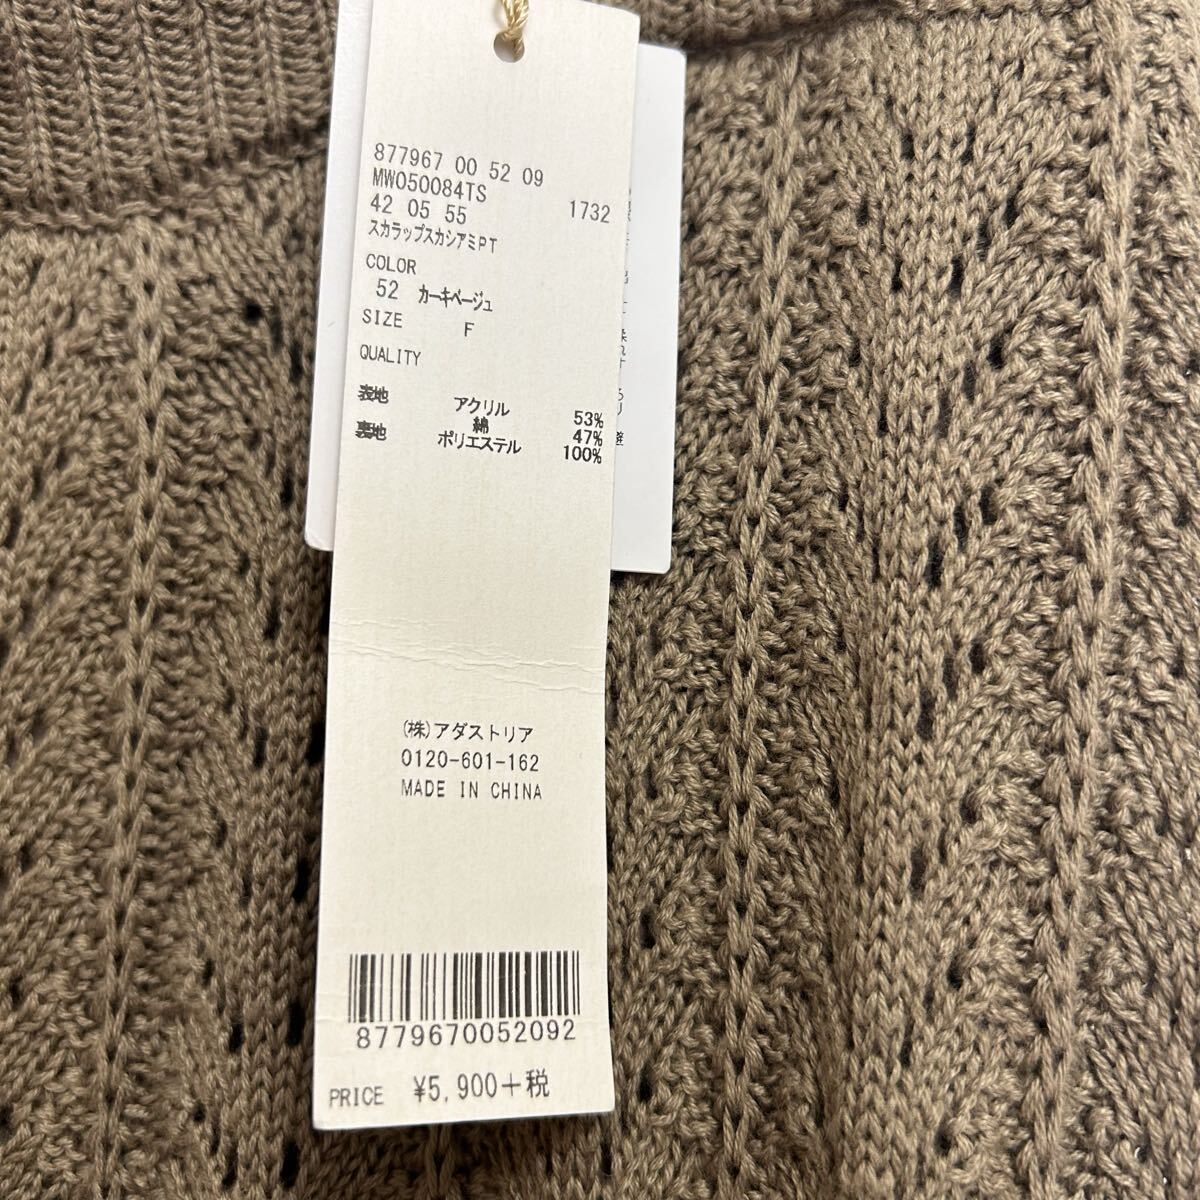 877967 00 52 09
MW050084TS
42 05 55 1732
スカラップスカシアミPT
COLOR
52 カーキベージュ
SIZE F
QUALITY
表地 アクリル 53%
綿 47%
裏地 ポリエステル 100%
(株)アダストリア
0120-601-162
MADE IN CHINA
8779670052092
PRICE ¥5,900+税